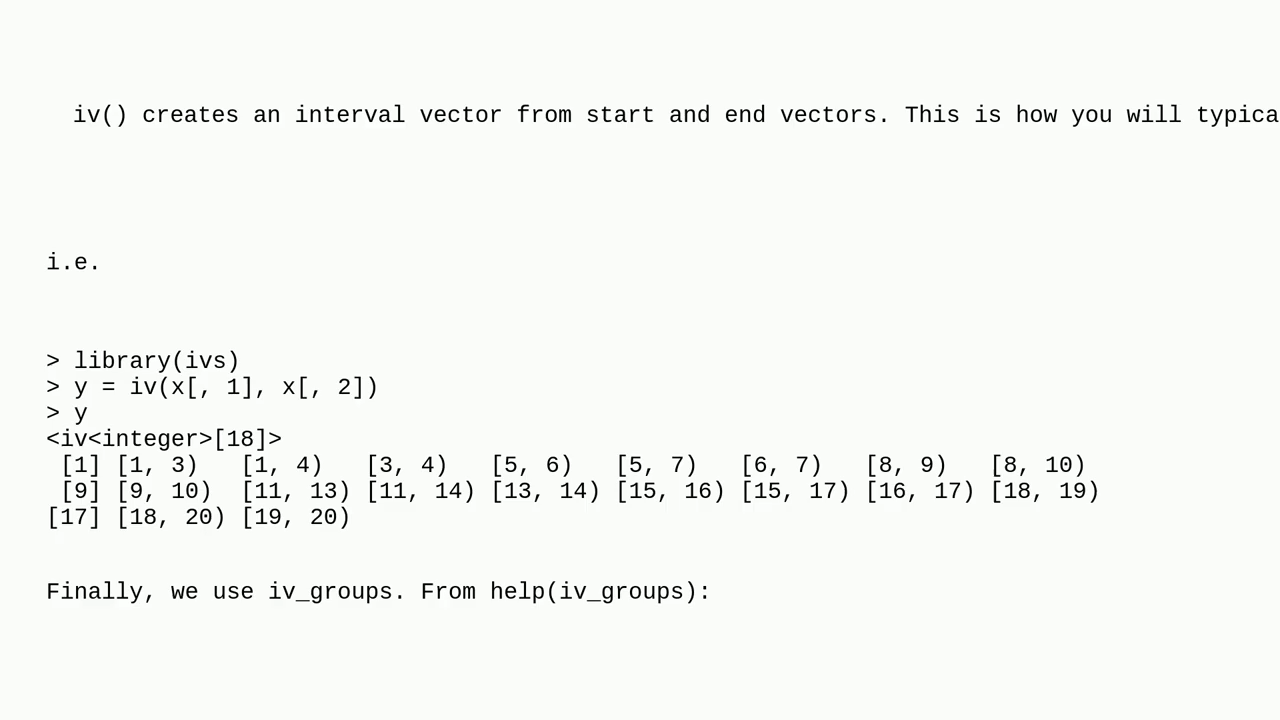 iv() creates an interval vector from start and end vectors. This is how you will typica
i.e.
> library(ivs)
> y = iv(x[, 1], x[, 2])
> y
<iv<integer>[18]>
 [1] [1, 3)   [1, 4)   [3, 4)   [5, 6)   [5, 7)   [6, 7)   [8, 9)   [8, 10)
 [9] [9, 10)  [11, 13) [11, 14) [13, 14) [15, 16) [15, 17) [16, 17) [18, 19)
[17] [18, 20) [19, 20)
Finally, we use iv_groups. From help(iv_groups):